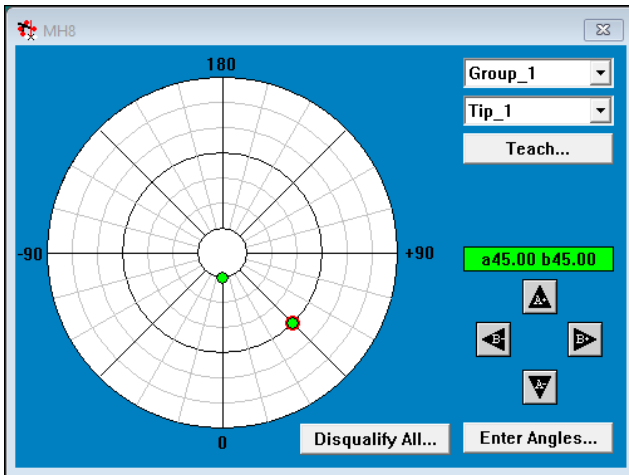 MH8
180
Group_1
Tip_1
Teach...
-90
+90
a45.00 b45.00
A+
B-
B+
A-
0
Disqualify All...
Enter Angles...